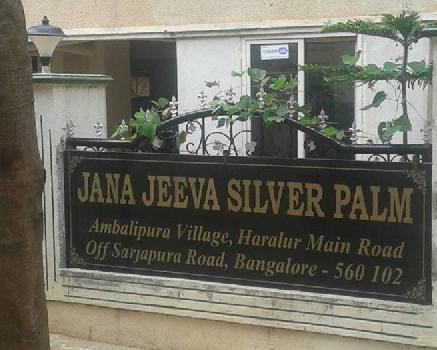 JANA JEEVA SILVER PALM
Ambalipura Village, Haralur Main Road
Off Sarjapura Road, Bangalore - 560 102